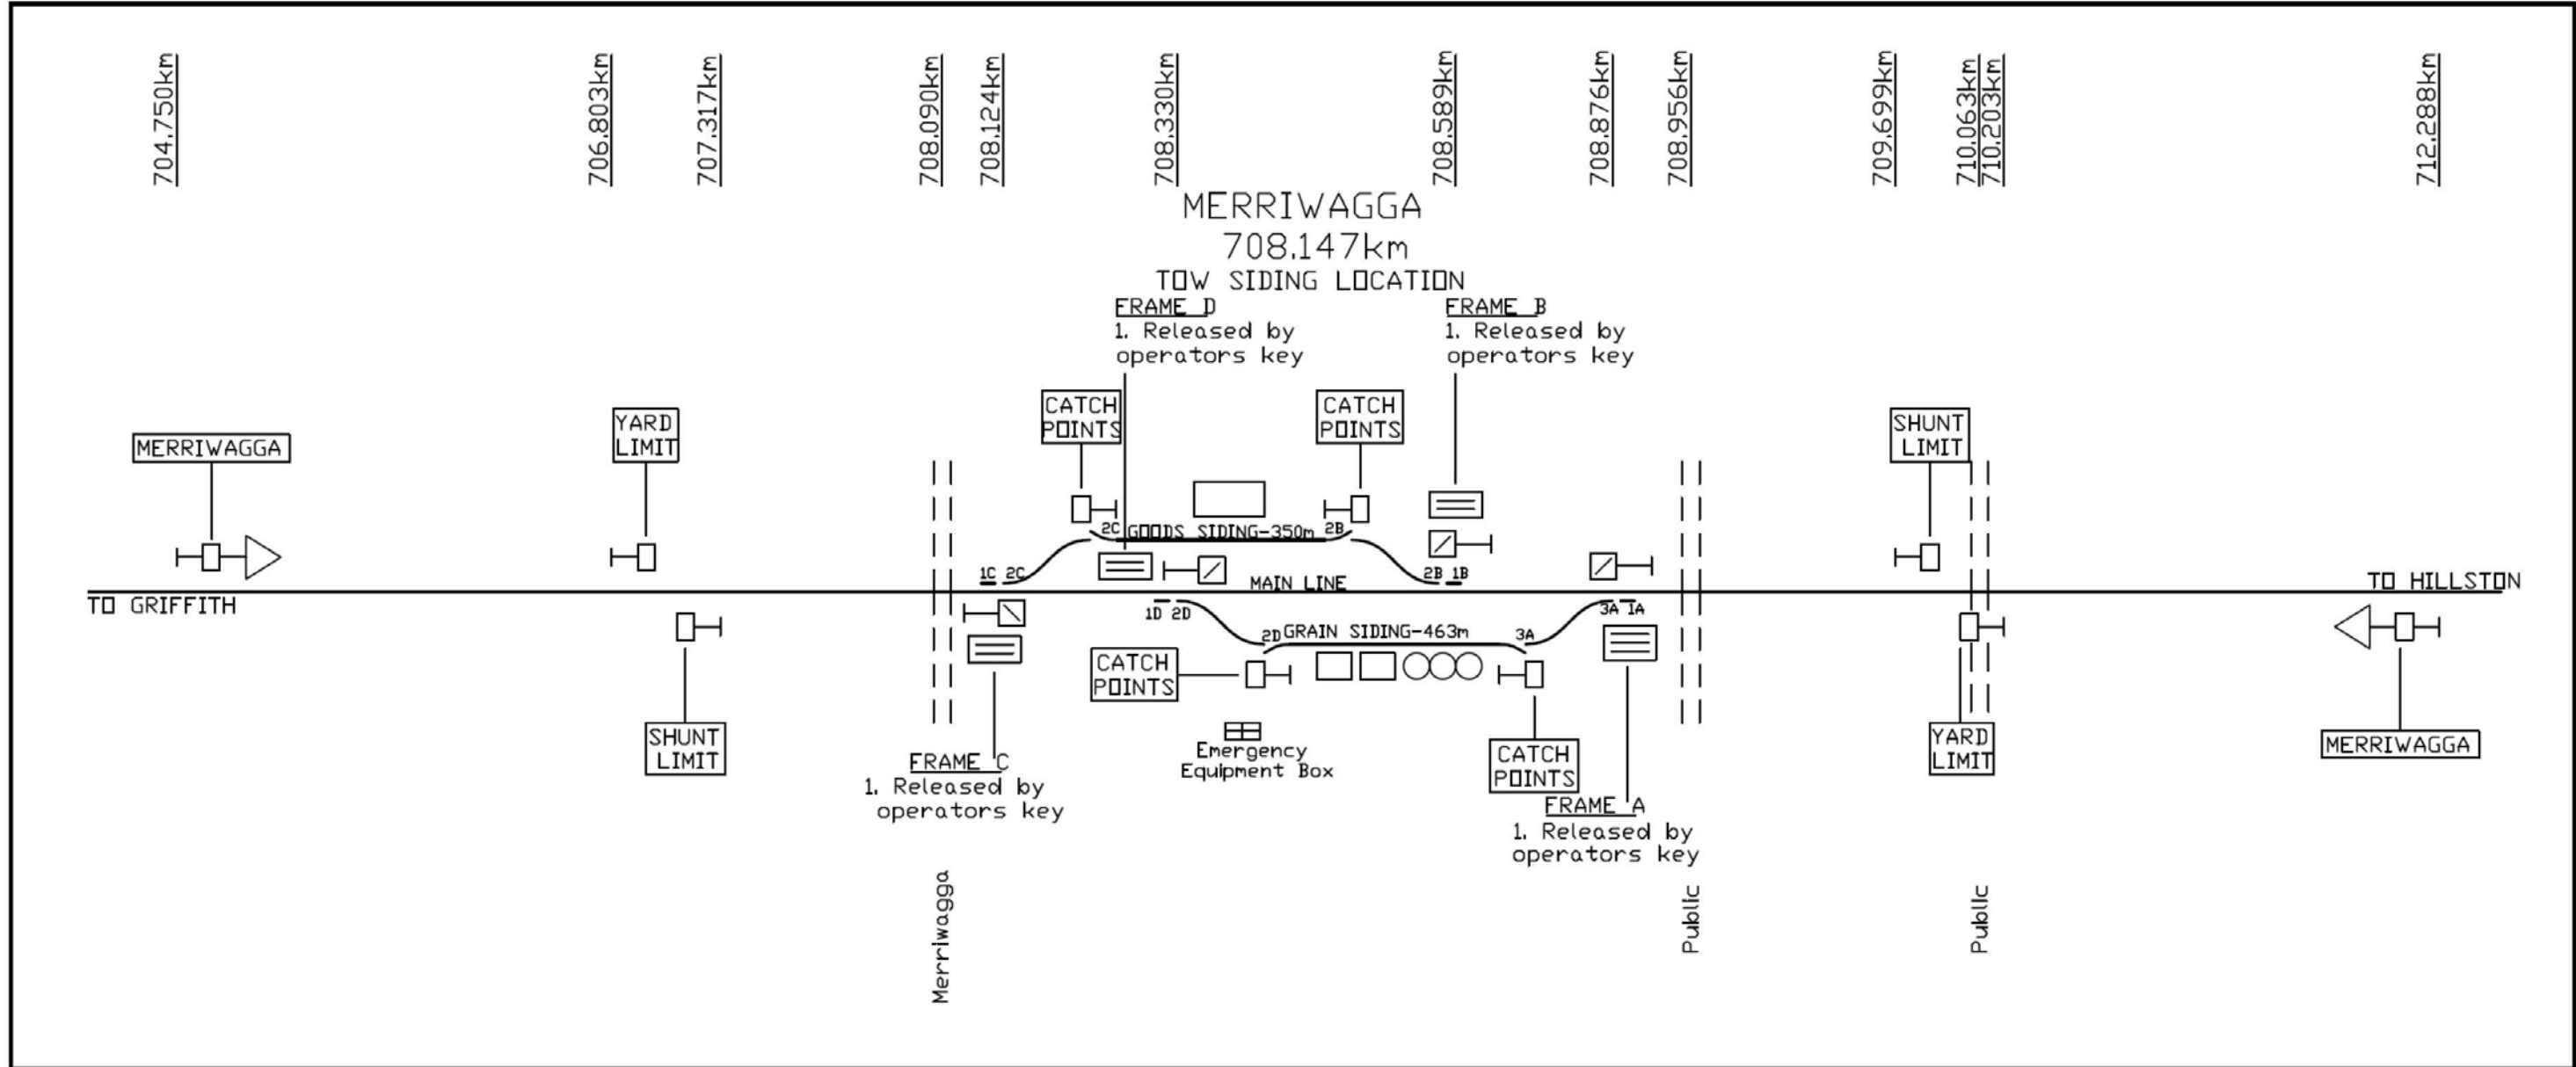 704.750km
706.803km
707.317km
708.090km
708.124km
708.330km
708.589km
708.876km
708.956km
709.699km
710.063km
710.203km
712.288km
MERRIWAGGA
708.147km
TOW SIDING LOCATION
FRAME D
1. Released by
operators key
FRAME B
1. Released by
operators key
CATCH
POINTS
CATCH
POINTS
YARD
LIMIT
SHUNT
LIMIT
MERRIWAGGA
2C
GOODS SIDING-350m
2B
1C 2C
MAIN LINE
2B 1B
TO HILLSTON
TO GRIFFITH
1D 2D
3A 1A
2D
GRAIN SIDING-463m
3A
CATCH
POINTS
SHUNT
LIMIT
Emergency
Equipment Box
CATCH
POINTS
YARD
LIMIT
MERRIWAGGA
FRAME C
1. Released by
operators key
FRAME A
1. Released by
operators key
Merriwagga
Public
Public